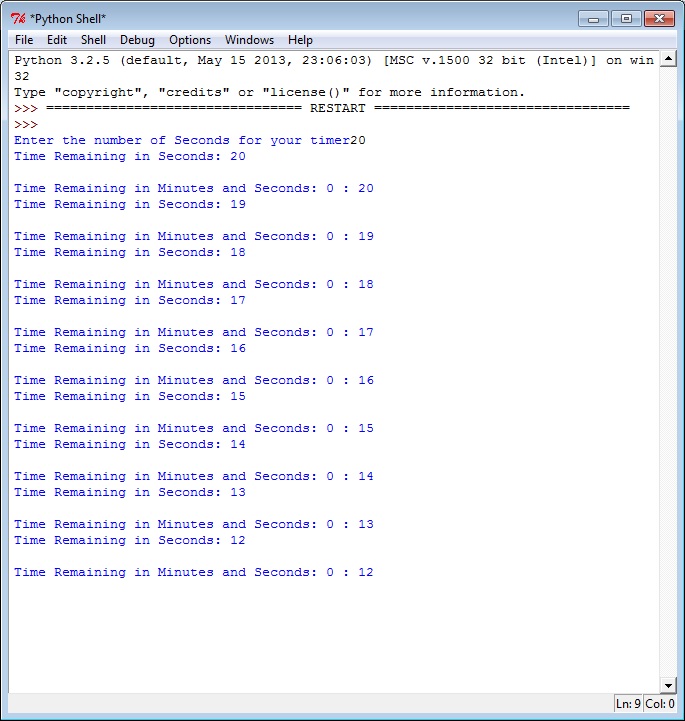 *Python Shell*
File Edit Shell Debug Options Windows Help
Python 3.2.5 (default, May 15 2013, 23:06:03) [MSC v.1500 32 bit (Intel)] on win
32
Type "copyright", "credits" or "license()" for more information.
>>> ================================ RESTART ================================
>>>
Enter the number of Seconds for your timer20
Time Remaining in Seconds: 20
Time Remaining in Minutes and Seconds: 0 : 20
Time Remaining in Seconds: 19
Time Remaining in Minutes and Seconds: 0 : 19
Time Remaining in Seconds: 18
Time Remaining in Minutes and Seconds: 0 : 18
Time Remaining in Seconds: 17
Time Remaining in Minutes and Seconds: 0 : 17
Time Remaining in Seconds: 16
Time Remaining in Minutes and Seconds: 0 : 16
Time Remaining in Seconds: 15
Time Remaining in Minutes and Seconds: 0 : 15
Time Remaining in Seconds: 14
Time Remaining in Minutes and Seconds: 0 : 14
Time Remaining in Seconds: 13
Time Remaining in Minutes and Seconds: 0 : 13
Time Remaining in Seconds: 12
Time Remaining in Minutes and Seconds: 0 : 12
Ln: 9 Col: 0